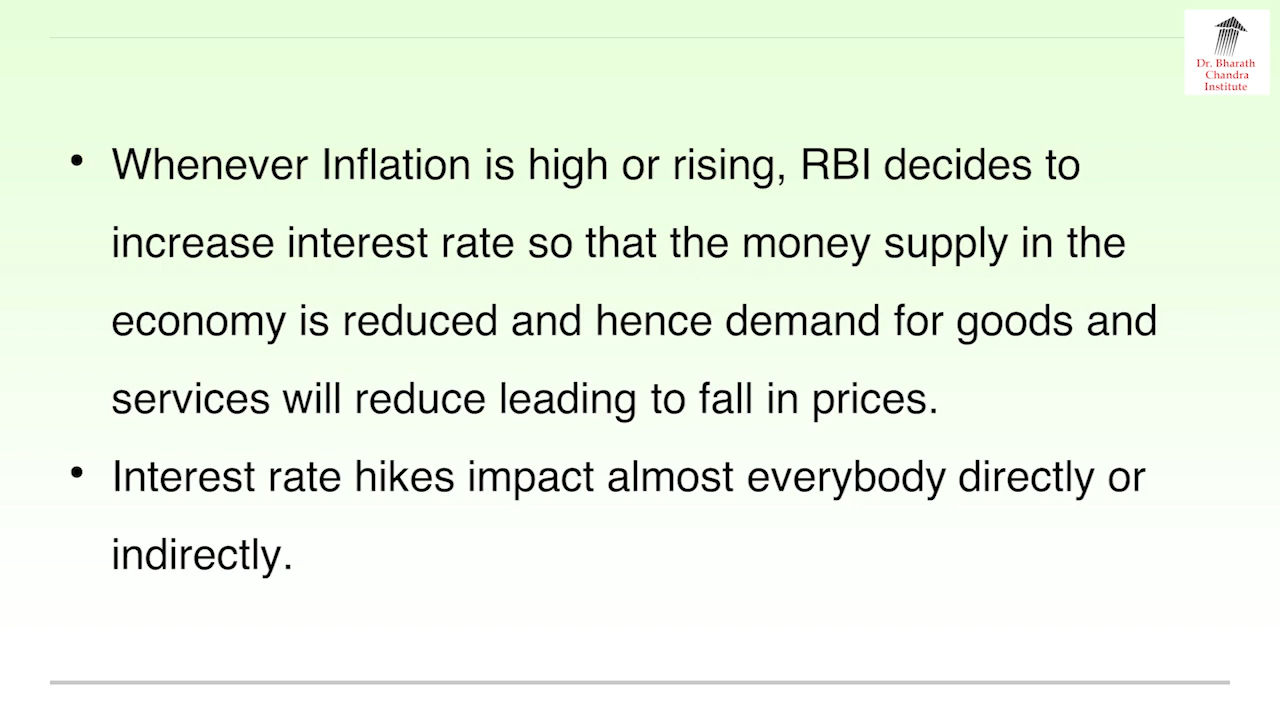 Dr. Bharath
Chandra
Institute
• Whenever Inflation is high or rising, RBI decides to
increase interest rate so that the money supply in the
economy is reduced and hence demand for goods and
services will reduce leading to fall in prices.
• Interest rate hikes impact almost everybody directly or
indirectly.